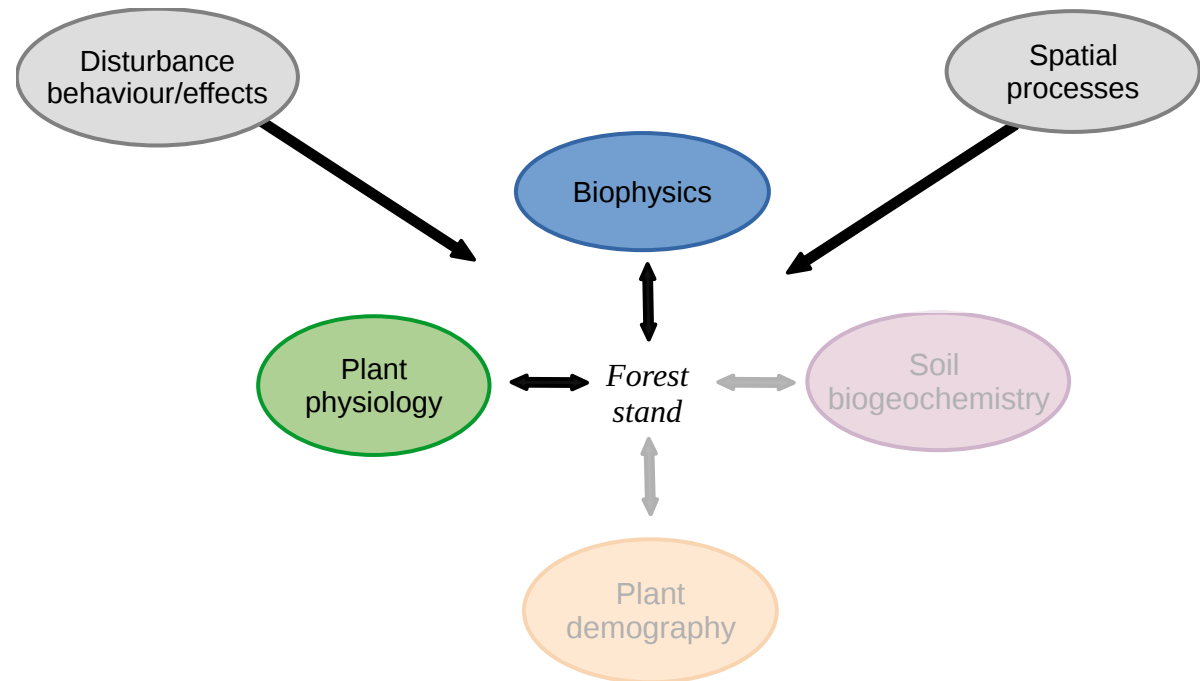 Disturbance
behaviour/effects
Spatial
processes
Biophysics
Plant
physiology
Forest
stand
Soil
biogeochemistry
Plant
demography